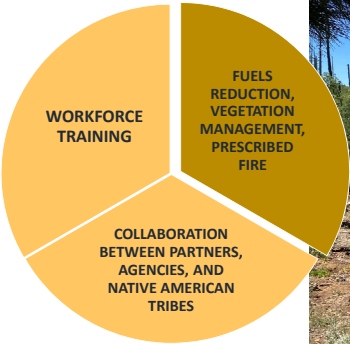 WORKFORCE
TRAINING
FUELS
REDUCTION,
VEGETATION
MANAGEMENT,
PRESCRIBED
FIRE
COLLABORATION
BETWEEN PARTNERS,
AGENCIES, AND
NATIVE AMERICAN
TRIBES